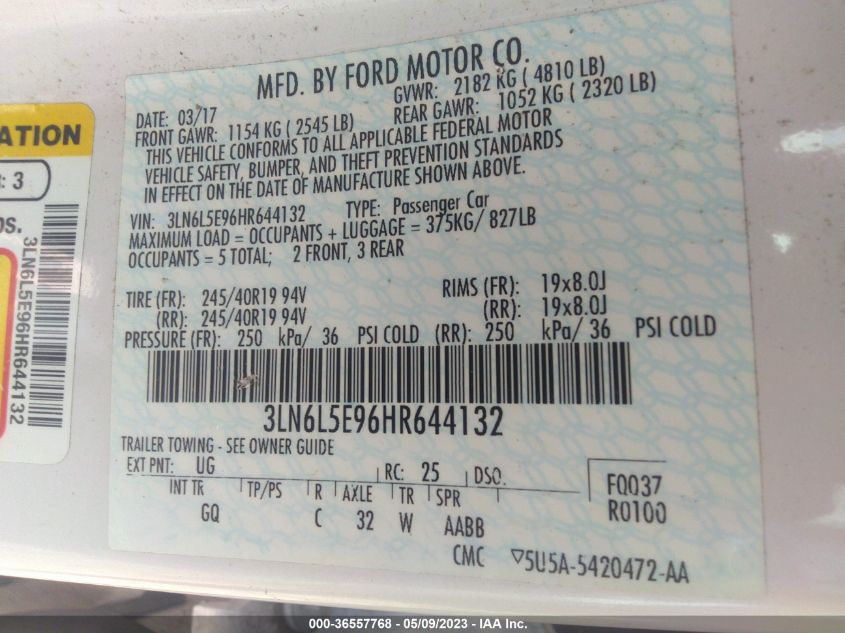 MFD. BY FORD MOTOR CO.
DATE: 03/17 GVWR: 2182 KG ( 4810 LB)
FRONT GAWR: 1154 KG ( 2545 LB) REAR GAWR: 1052 KG ( 2320 LB)
THIS VEHICLE CONFORMS TO ALL APPLICABLE FEDERAL MOTOR
VEHICLE SAFETY, BUMPER, AND THEFT PREVENTION STANDARDS
IN EFFECT ON THE DATE OF MANUFACTURE SHOWN ABOVE.
VIN: 3LN6L5E96HR644132 TYPE: Passenger Car
MAXIMUM LOAD = OCCUPANTS + LUGGAGE = 375KG/ 827LB
OCCUPANTS = 5 TOTAL; 2 FRONT, 3 REAR
TIRE (FR): 245/40R19 94V RIMS (FR): 19x8.0J
(RR): 245/40R19 94V (RR): 19x8.0J
PRESSURE (FR): 250 kPa/ 36 PSI COLD (RR): 250 kPa/ 36 PSI COLD
3LN6L5E96HR644132
TRAILER TOWING - SEE OWNER GUIDE
EXT PNT: UG RC: 25 DSO:
INT TR TP/PS R AXLE TR SPR
GQ C 32 W AABB
CMC
F0037
R0100
▽5U5A-5420472-AA
ATION
: 3
OS.
3LN6L5E96HR644132
000-36557768 - 05/09/2023 - IAA Inc.